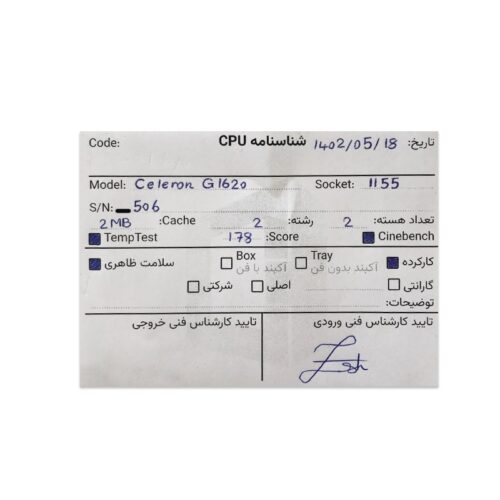 Code: شناسنامه CPU تاریخ: 1402/05/18
Model: Celeron G1620 Socket: 1155
S/N: 506
تعداد هسته: 2 رشته: 2 Cache: 2MB
Cinebench Score: 178 TempTest
کارکرده Tray Box سلامت ظاهری
آکبند بدون فن آکبند با فن
گارانتی اصلی شرکتی
توضیحات:
تایید کارشناس فنی ورودی تایید کارشناس فنی خروجی